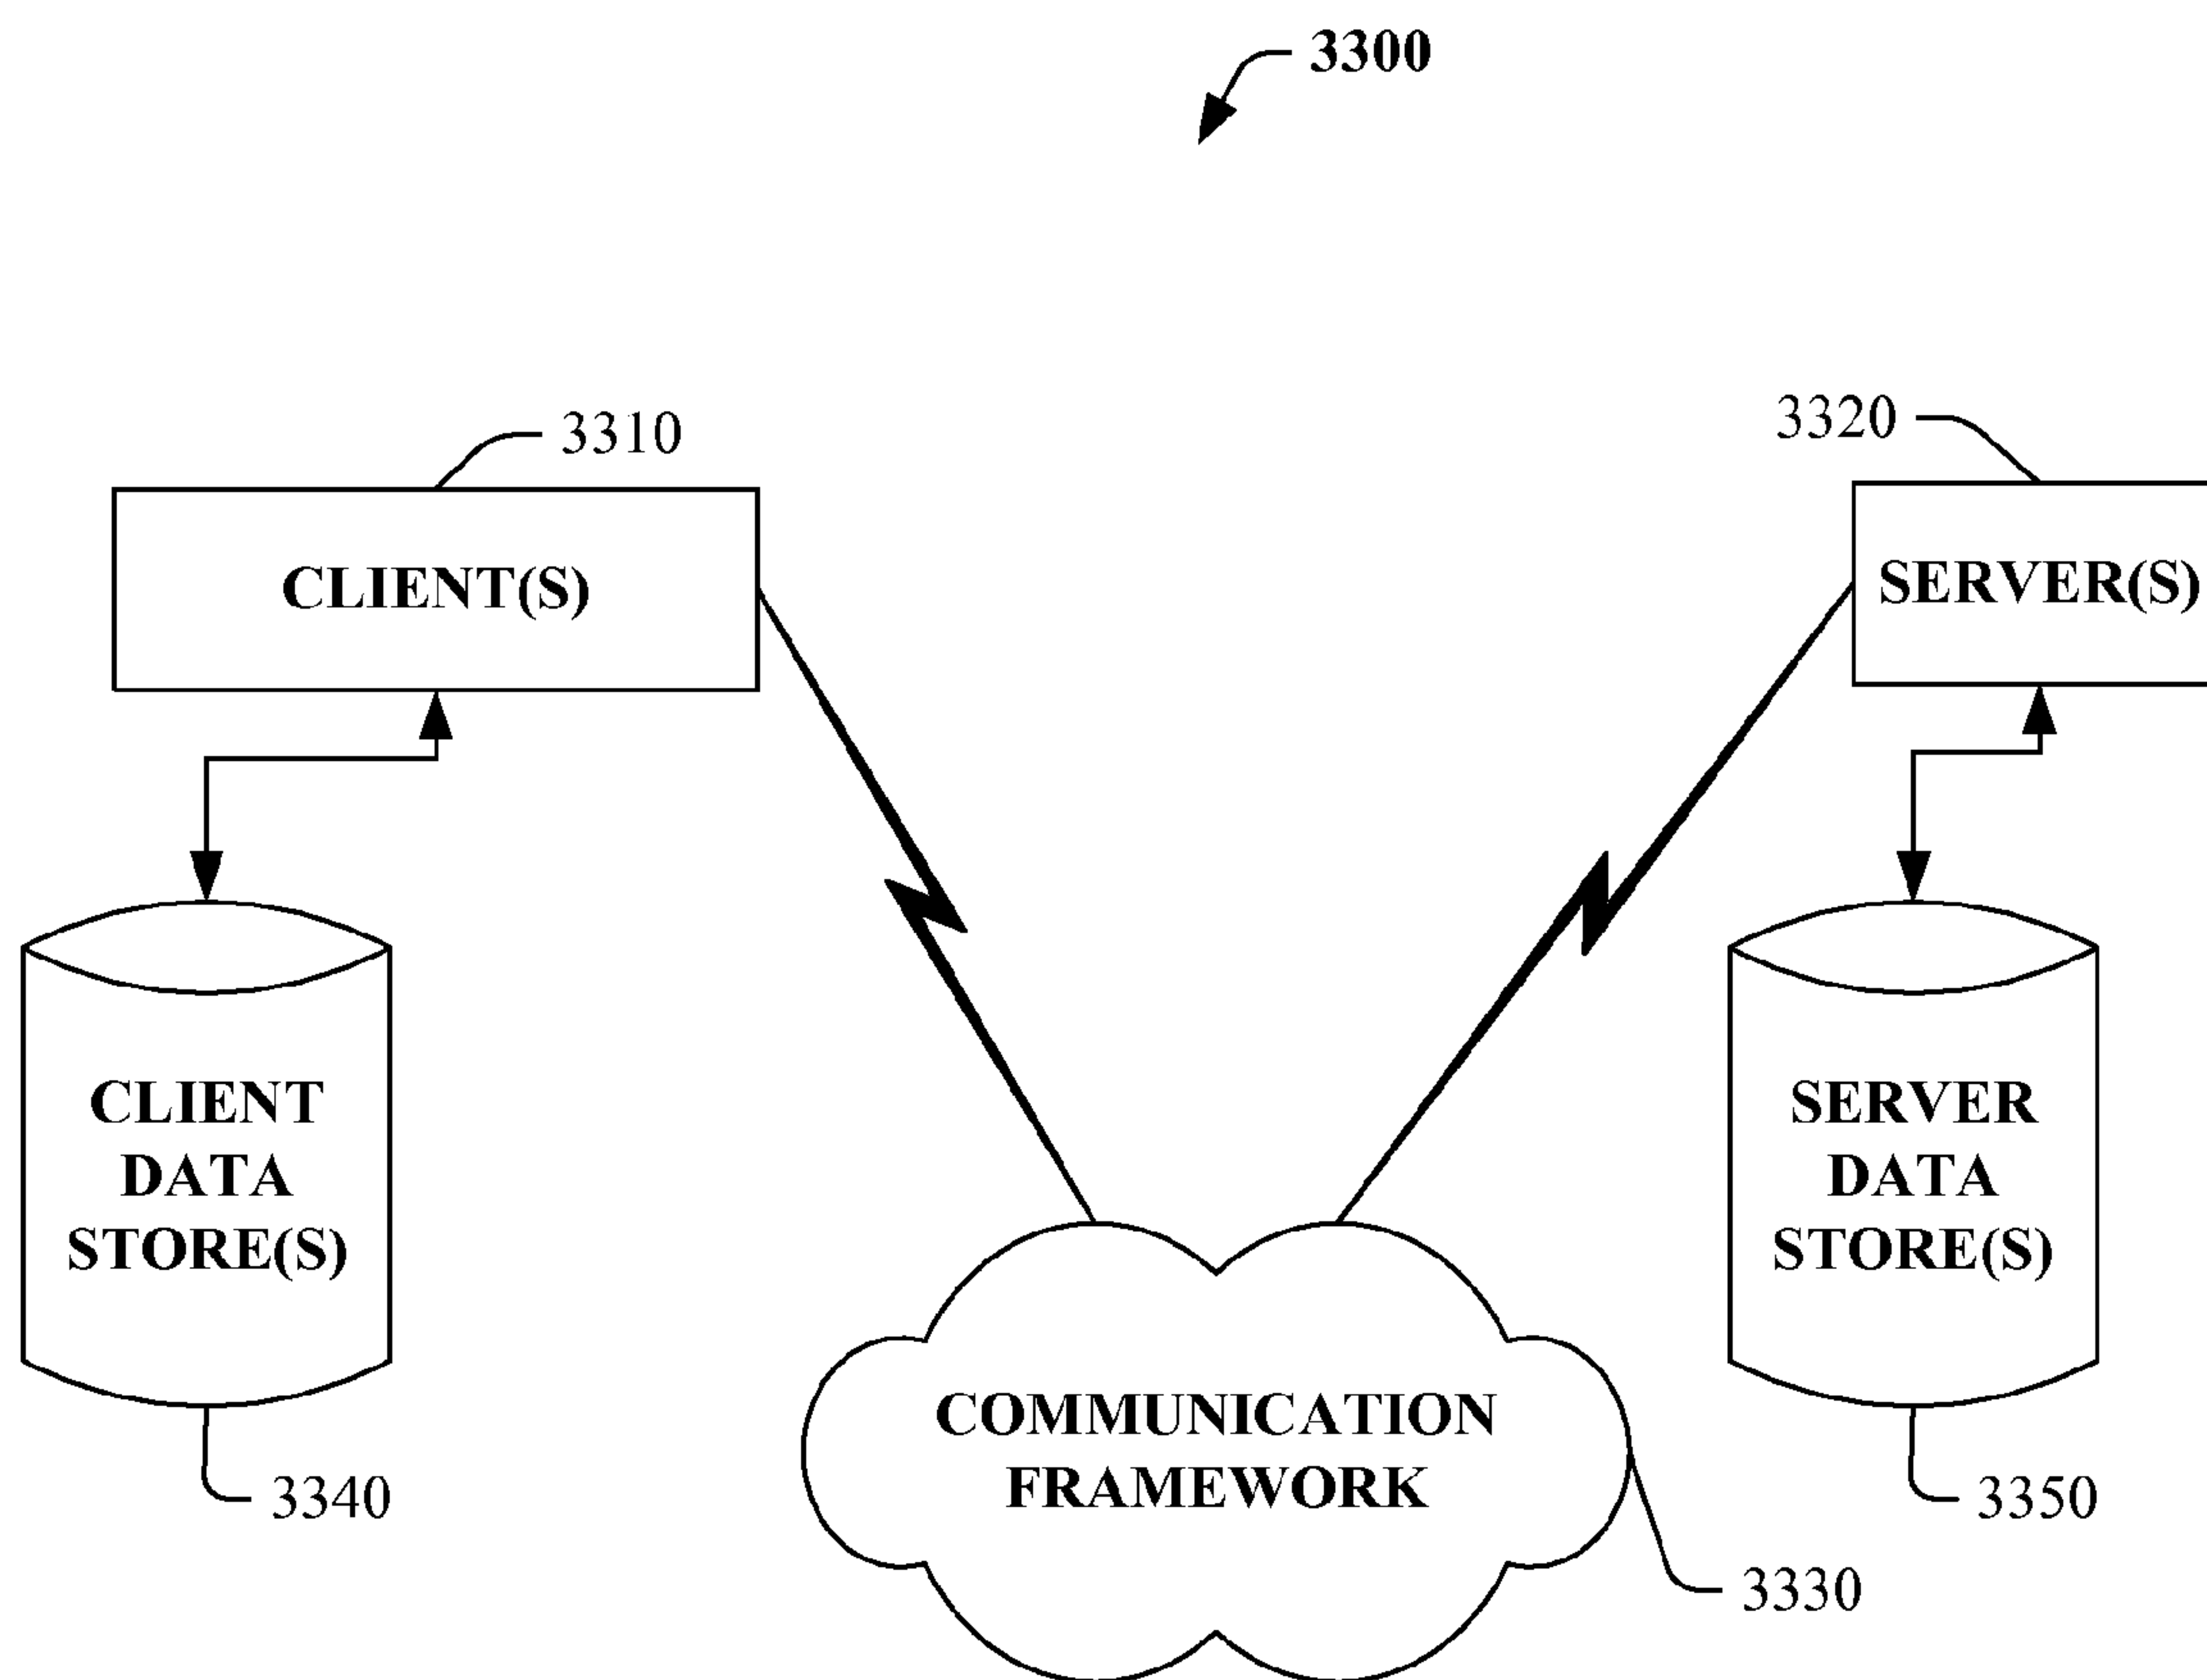 3300
3310
3320
CLIENT(S)
SERVER(S)
CLIENT
DATA
STORE(S)
SERVER
DATA
STORE(S)
COMMUNICATION
FRAMEWORK
3340
3350
3330